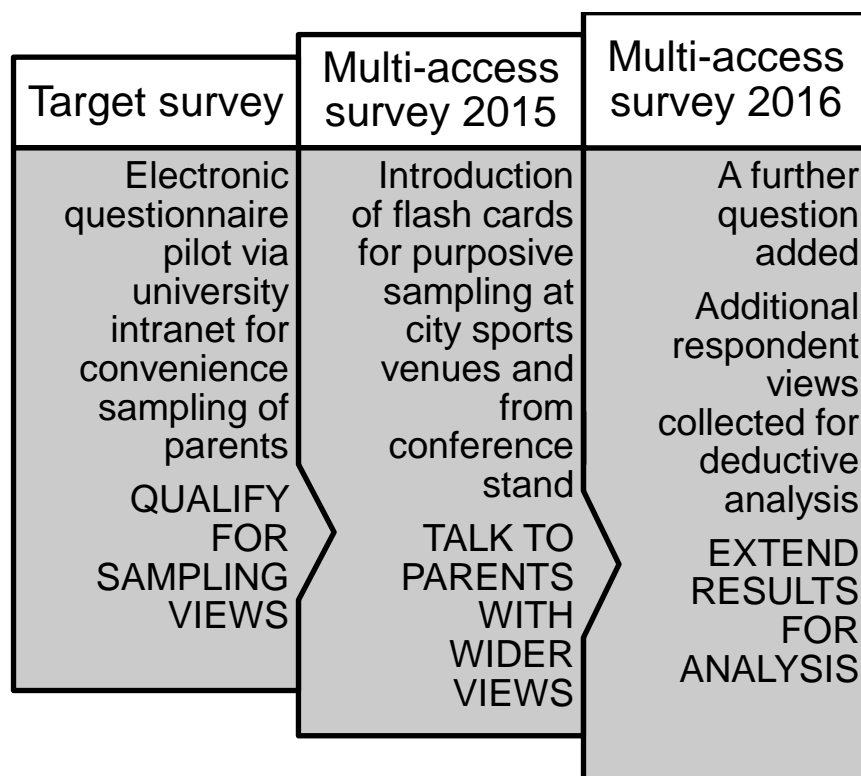 Target survey
Electronic
questionnaire
pilot via
university
intranet for
convenience
sampling of
parents
QUALIFY
FOR
SAMPLING
VIEWS
Multi-access
survey 2015
Introduction
of flash cards
for purposive
sampling at
city sports
venues and
from
conference
stand
TALK TO
PARENTS
WITH
WIDER
VIEWS
Multi-access
survey 2016
A further
question
added
Additional
respondent
views
collected for
deductive
analysis
EXTEND
RESULTS
FOR
ANALYSIS